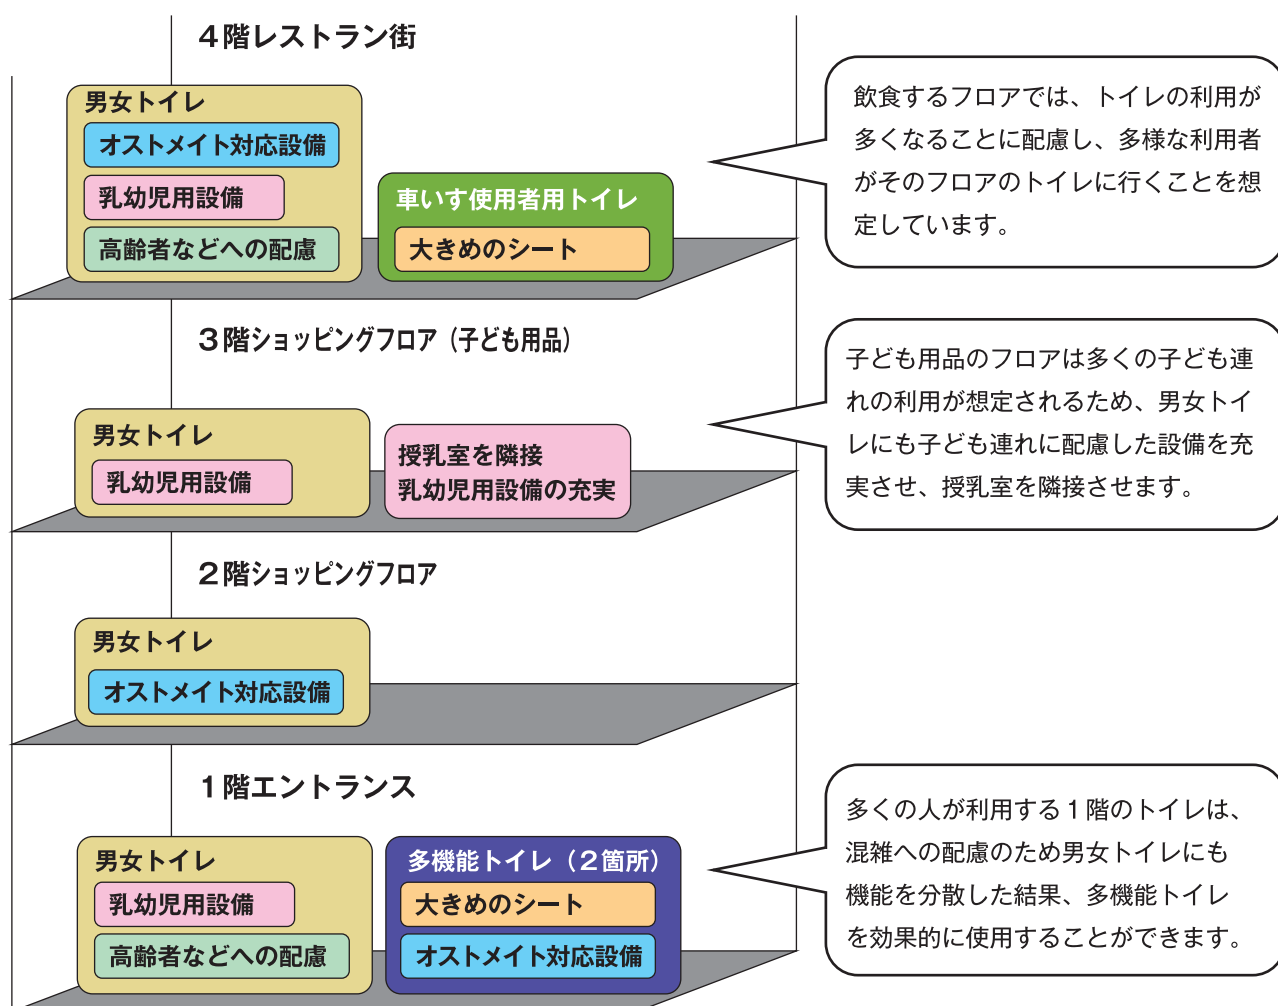 4階レストラン街
男女トイレ
オストメイト対応設備
乳幼児用設備
高齢者などへの配慮
車いす使用者用トイレ
大きめのシート
飲食するフロアでは、トイレの利用が
多くなることに配慮し、多様な利用者
がそのフロアのトイレに行くことを想
定しています。
3階ショッピングフロア（子ども用品）
男女トイレ
乳幼児用設備
授乳室を隣接
乳幼児用設備の充実
子ども用品のフロアは多くの子ども連
れの利用が想定されるため、男女トイ
レにも子ども連れに配慮した設備を充
実させ、授乳室を隣接させます。
2階ショッピングフロア
男女トイレ
オストメイト対応設備
1階エントランス
男女トイレ
乳幼児用設備
高齢者などへの配慮
多機能トイレ（2箇所）
大きめのシート
オストメイト対応設備
多くの人が利用する1階のトイレは、
混雑への配慮のため男女トイレにも
機能を分散した結果、多機能トイレ
を効果的に使用することができます。